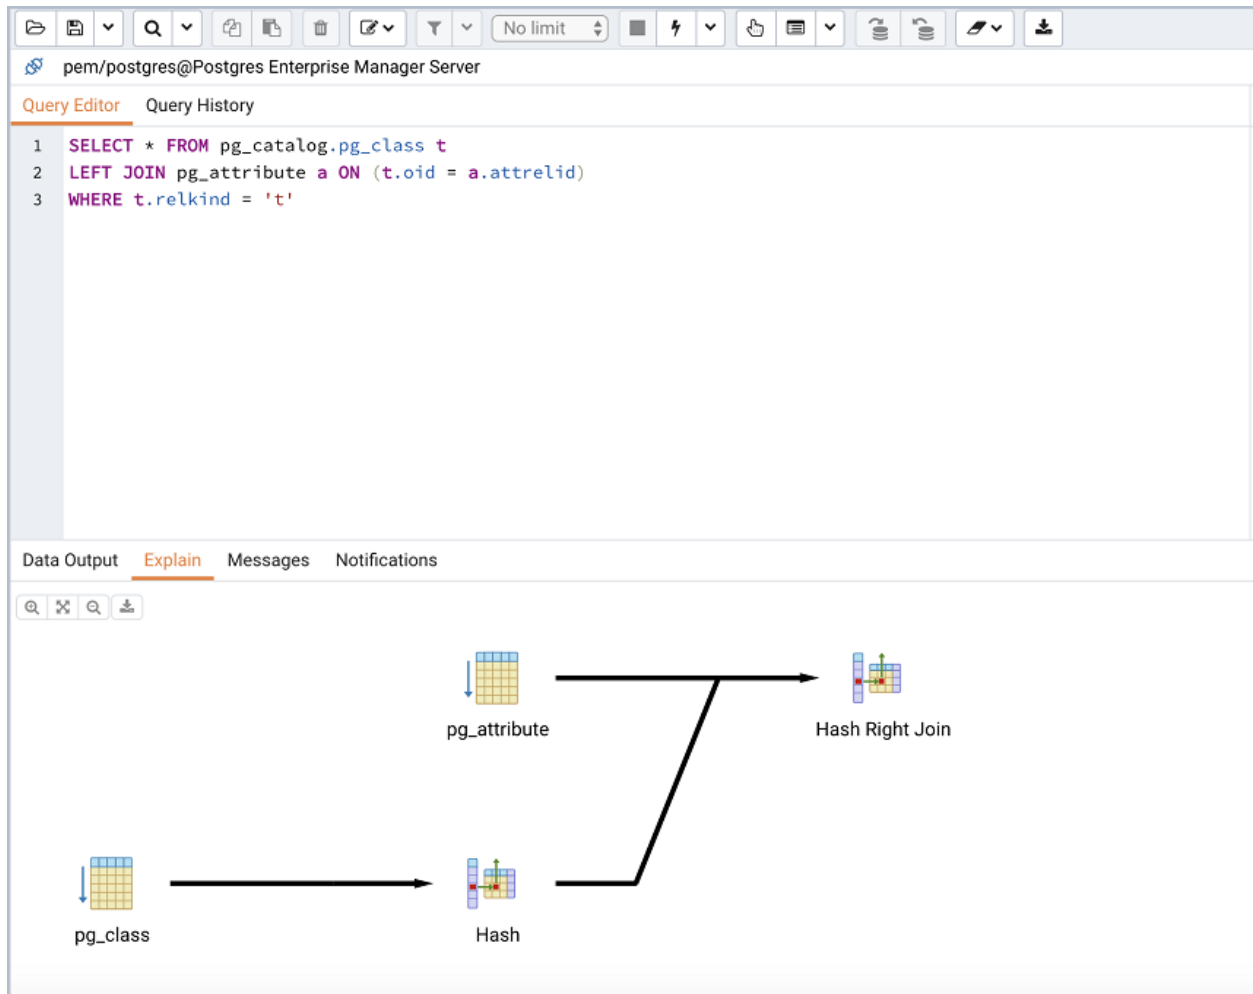 No limit
pem/postgres@Postgres Enterprise Manager Server
Query Editor Query History
1 SELECT * FROM pg_catalog.pg_class t
2 LEFT JOIN pg_attribute a ON (t.oid = a.attrelid)
3 WHERE t.relkind = 't'
Data Output Explain Messages Notifications
pg_attribute
Hash Right Join
pg_class
Hash